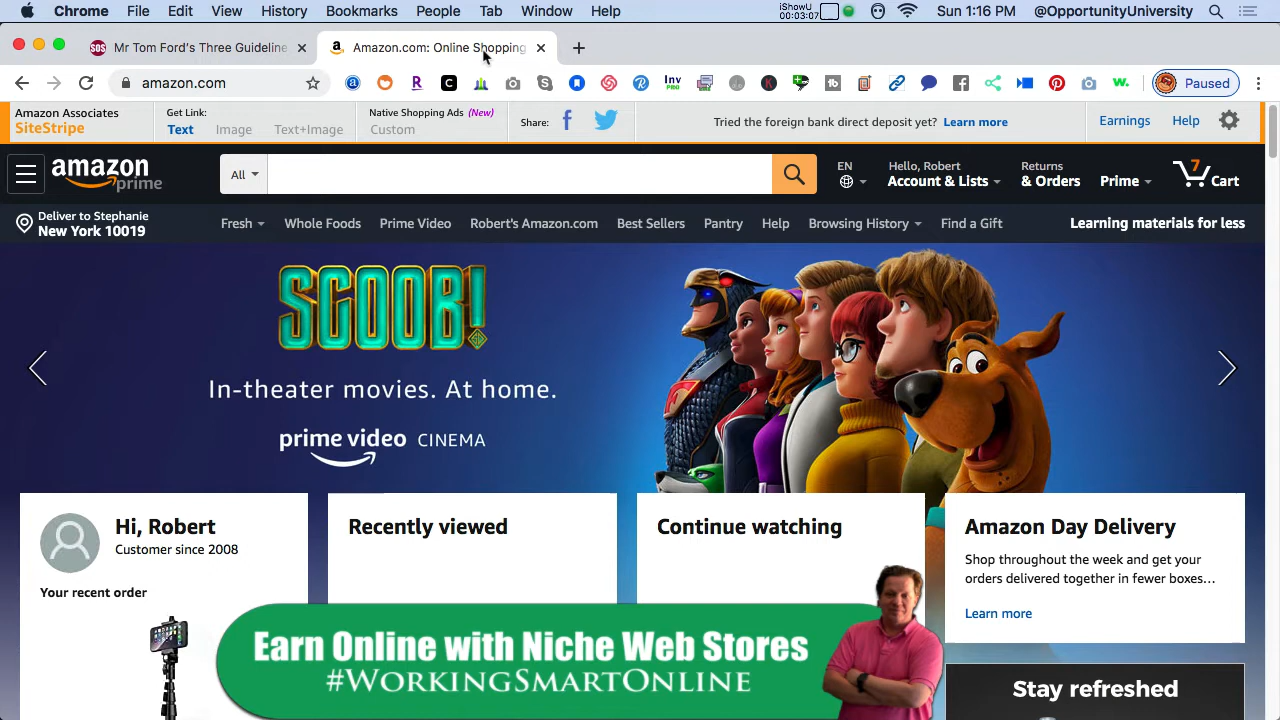 Chrome File Edit View History Bookmarks People Tab Window Help iShowU 00:03:07 Sun 1:16 PM @OpportunityUniversity
SOS Mr Tom Ford's Three Guideline Amazon.com: Online Shopping
amazon.com Inv PRO Paused
Amazon Associates
SiteStripe
Get Link:
Text Image Text+Image
Native Shopping Ads (New)
Custom
Share:
Tried the foreign bank direct deposit yet? Learn more
Earnings Help
amazon
prime
All
EN
Hello, Robert
Account & Lists
Returns
& Orders
Prime
7
Cart
Deliver to Stephanie
New York 10019
Fresh Whole Foods Prime Video Robert's Amazon.com Best Sellers Pantry Help Browsing History Find a Gift Learning materials for less
SCOOB!
In-theater movies. At home.
prime video CINEMA
Hi, Robert
Customer since 2008
Your recent order
Recently viewed
Continue watching
Amazon Day Delivery
Shop throughout the week and get your
orders delivered together in fewer boxes...
Learn more
Earn Online with Niche Web Stores
#WorkingSmartOnline
Stay refreshed